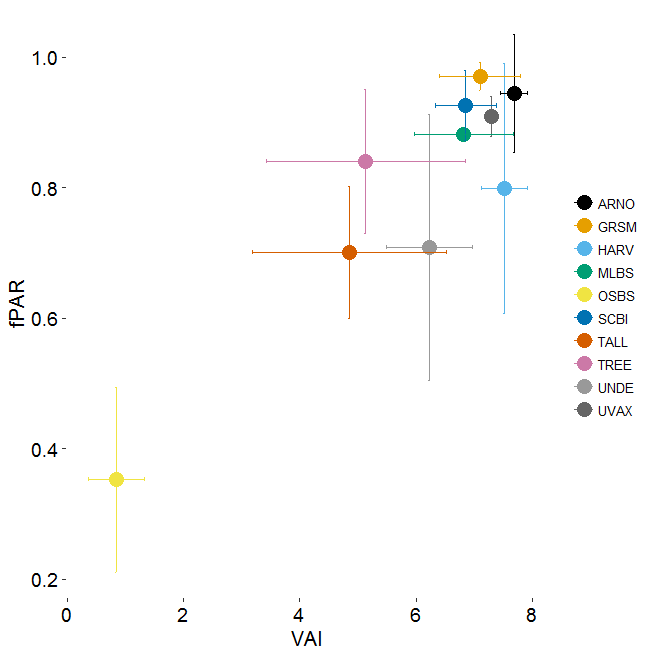 1.0
0.8
0.6
0.4
0.2
fPAR
0
2
4
6
8
VAI
ARNO
GRSM
HARV
MLBS
OSBS
SCBI
TALL
TREE
UNDE
UVAX